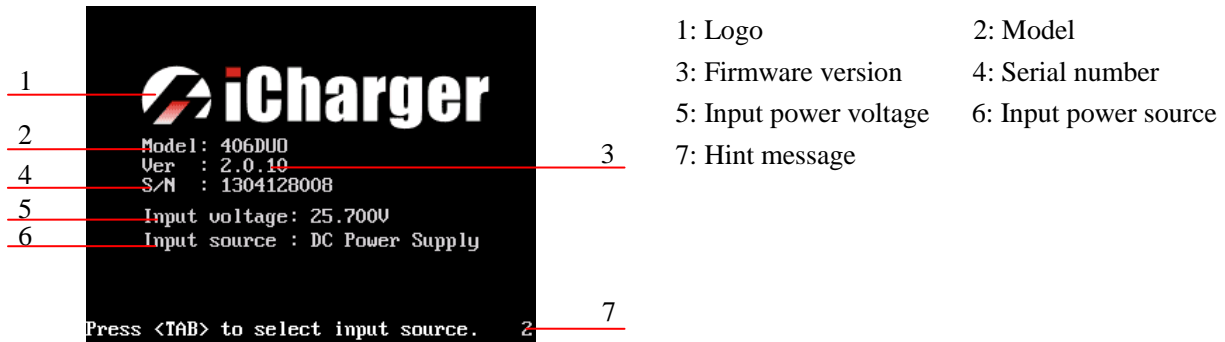 iCharger
1
2
Model: 406DUO
Ver : 2.0.10
3
4
S/N : 1304128008
5
Input voltage: 25.700V
6
Input source : DC Power Supply
Press <TAB> to select input source. 2
7
1: Logo 2: Model
3: Firmware version 4: Serial number
5: Input power voltage 6: Input power source
7: Hint message